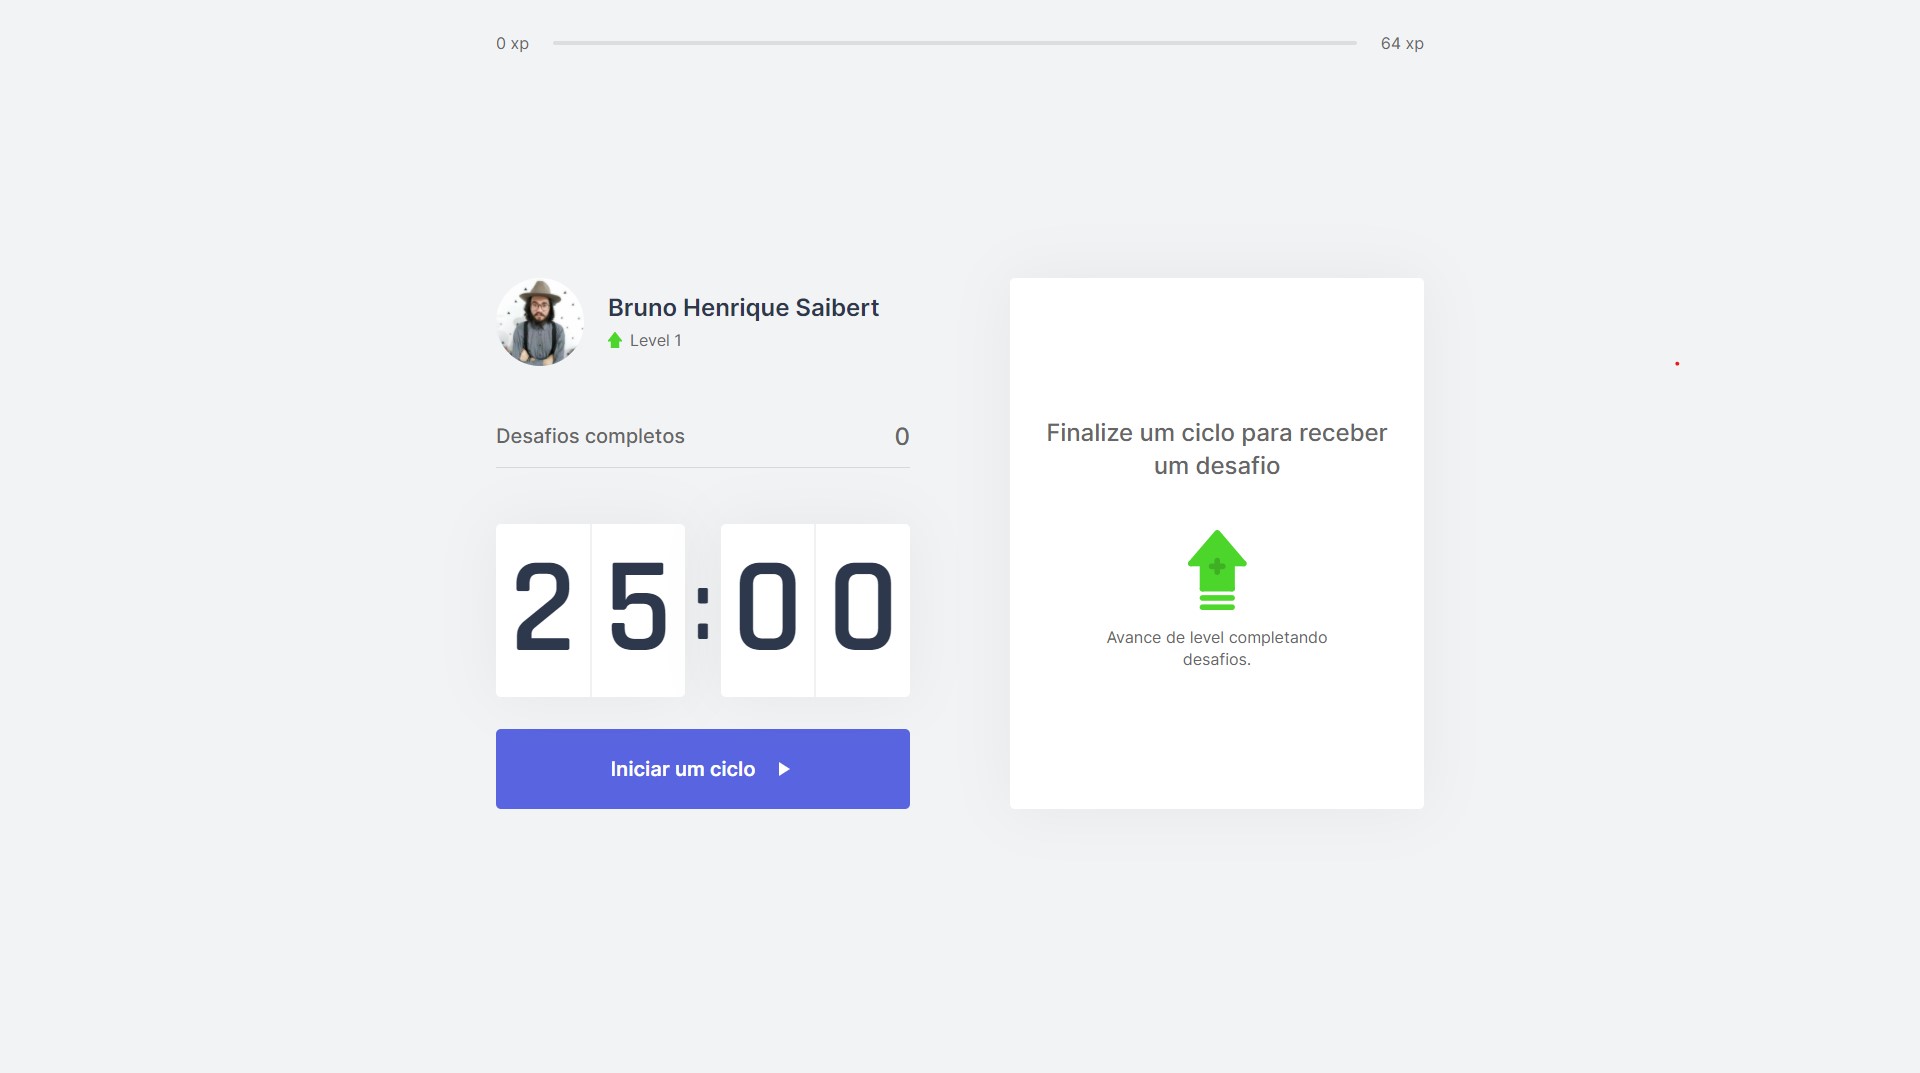 0 xp
64 xp
Bruno Henrique Saibert
Level 1
Desafios completos
0
25:00
Iniciar um ciclo
Finalize um ciclo para receber
um desafio
Avance de level completando
desafios.